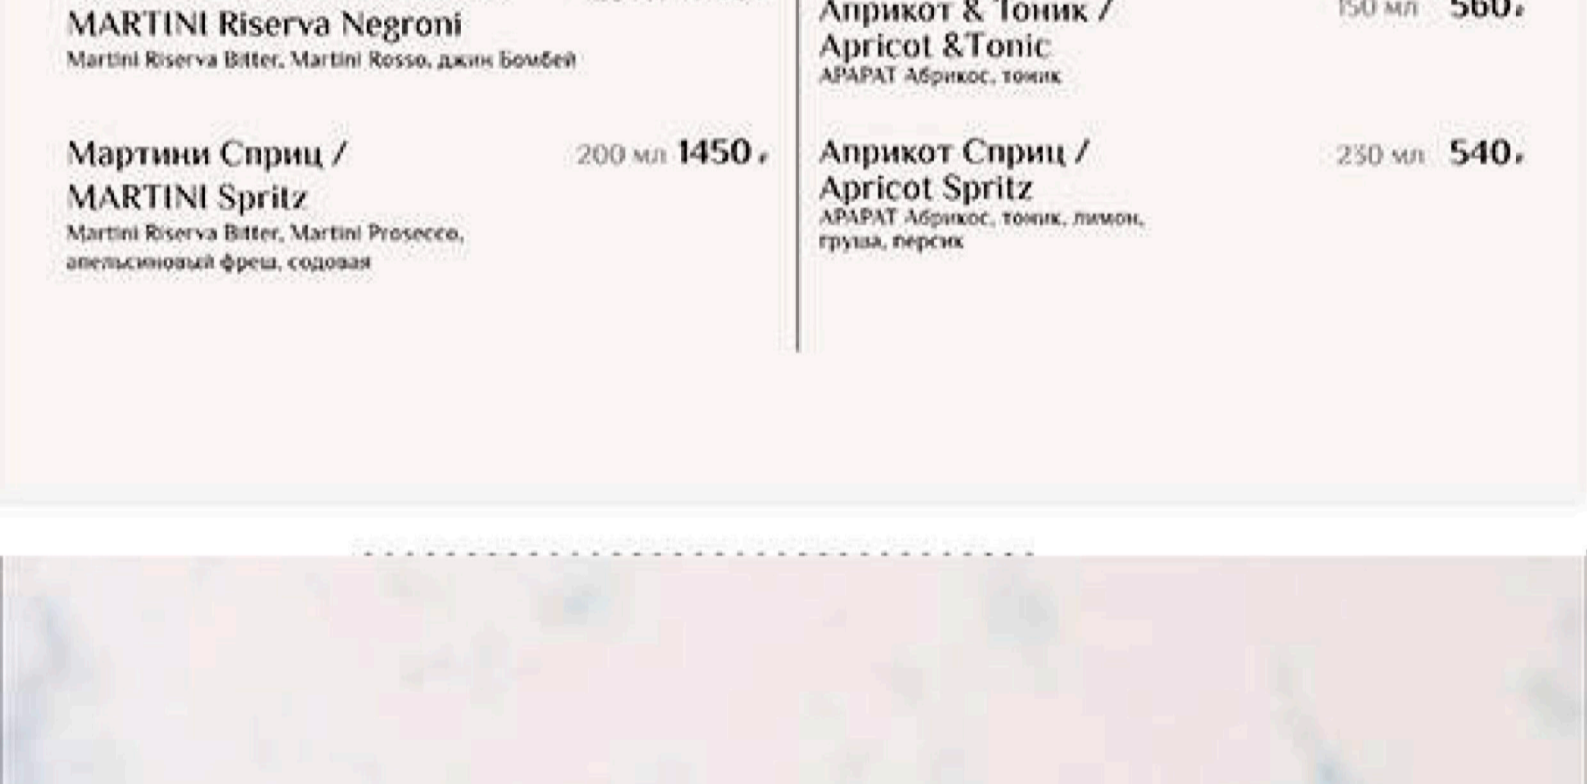 MARTINI Riserva Negroni
Martini Riserva Bitter, Martini Rosso, джин Бомбей
Мартини Сприц /
200 мл 1450 ₽
MARTINI Spritz
Martini Riserva Bitter, Martini Prosecco,
апельсиновый фреш, содовая
Априкот & Тоник /
150 мл 560 ₽
Apricot &Tonic
АРАРАТ Абрикос, тоник
Априкот Сприц /
230 мл 540 ₽
Apricot Spritz
АРАРАТ Абрикос, тоник, лимон,
груша, персик